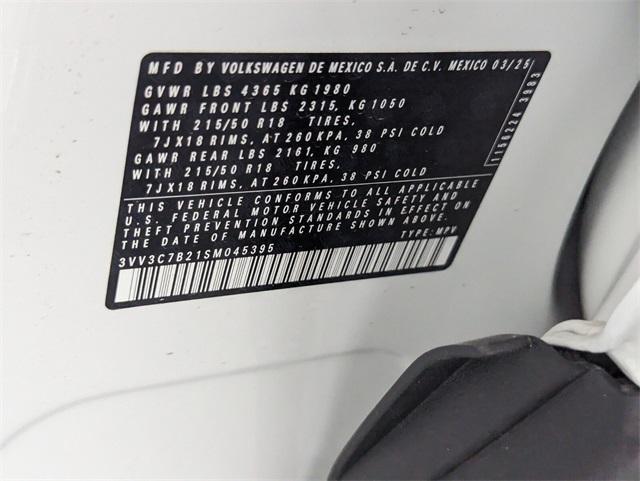 MFD BY VOLKSWAGEN DE MEXICO S.A. DE C.V. MEXICO 03/25
GVWR LBS 4365 KG 1980
GAWR FRONT LBS 2315, KG 1050
WITH 215/50 R18 TIRES,
7JX18 RIMS, AT 260 KPA, 38 PSI COLD
GAWR REAR LBS 2161, KG 980
WITH 215/50 R18 TIRES,
7JX18 RIMS, AT 260 KPA, 38 PSI COLD
THIS VEHICLE CONFORMS TO ALL APPLICABLE
U.S. FEDERAL MOTOR VEHICLE SAFETY AND
THEFT PREVENTION STANDARDS IN EFFECT ON
THE DATE OF MANUFACTURE SHOWN ABOVE.
3VV3C7B21SM045395 TYPE: MPV
1156224 3983